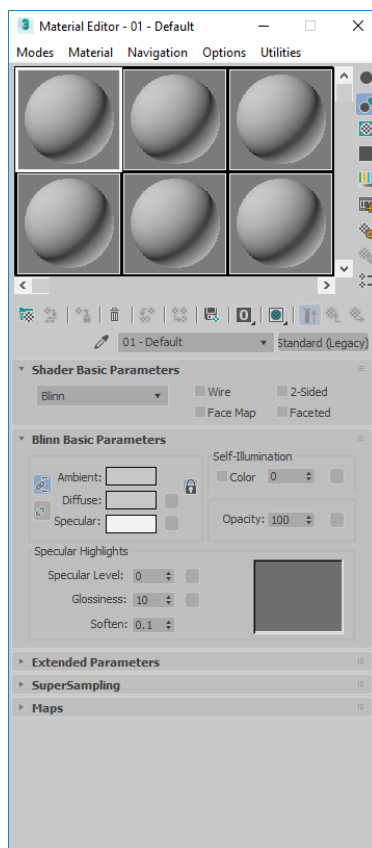 3 Material Editor - 01 - Default
Modes Material Navigation Options Utilities
0
01 - Default Standard (Legacy)
Shader Basic Parameters
Blinn Wire 2-Sided
Face Map Faceted
Blinn Basic Parameters
Self-Illumination
Ambient: Color 0
Diffuse:
Specular: Opacity: 100
Specular Highlights
Specular Level: 0
Glossiness: 10
Soften: 0.1
Extended Parameters
SuperSampling
Maps